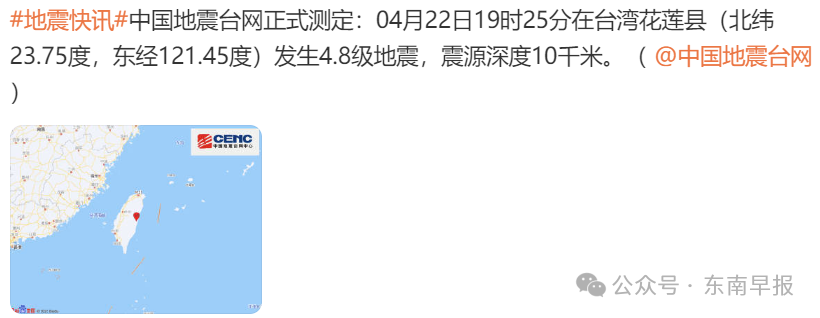 #地震快讯#中国地震台网正式测定：04月22日19时25分在台湾花莲县（北纬
23.75度，东经121.45度）发生4.8级地震，震源深度10千米。（ @中国地震台网
）
CENC
中国地震台网中心
公众号 · 东南早报